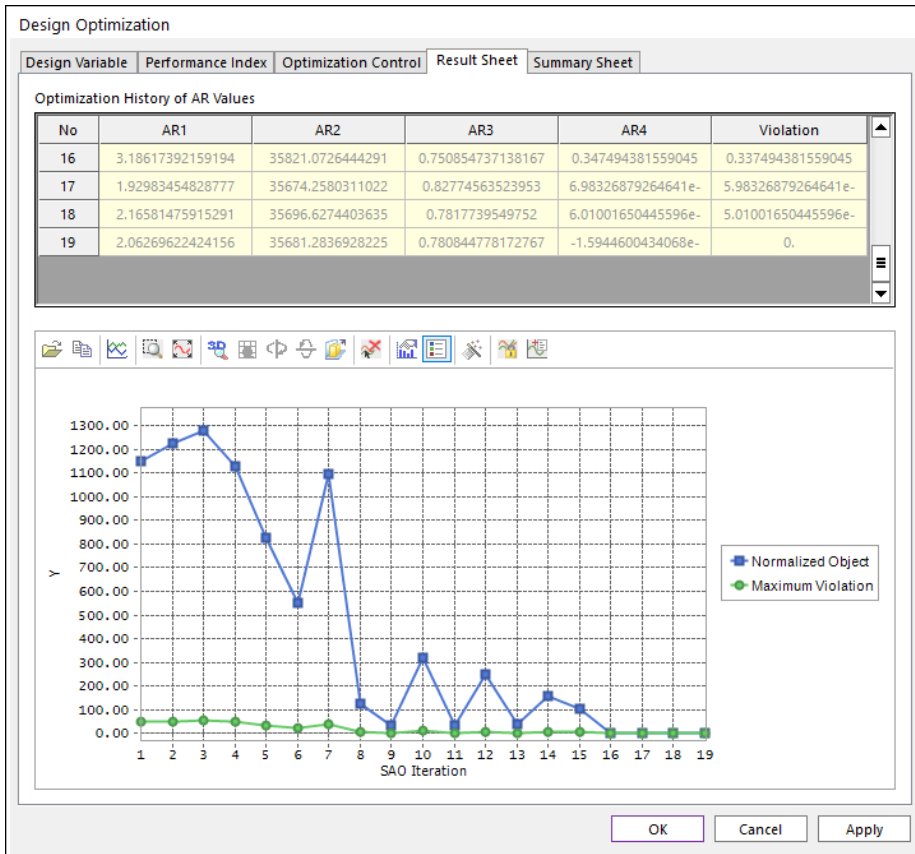 Design Optimization
Design Variable Performance Index Optimization Control Result Sheet Summary Sheet
Optimization History of AR Values
No AR1 AR2 AR3 AR4 Violation
16 3.18617392159194 35821.0726444291 0.750854737138167 0.347494381559045 0.337494381559045
17 1.92983454828777 35674.2580311022 0.82774563523953 6.98326879264641e- 5.98326879264641e-
18 2.16581475915291 35696.6274403635 0.7817739549752 6.01001650445596e- 5.01001650445596e-
19 2.06269622424156 35681.2836928225 0.780844778172767 -1.5944600434068e- 0.
3D
1300.00
1200.00
1100.00
1000.00
900.00
800.00
700.00
600.00
500.00
400.00
300.00
200.00
100.00
0.00
Y
1 2 3 4 5 6 7 8 9 10 11 12 13 14 15 16 17 18 19
SAO Iteration
Normalized Object
Maximum Violation
OK Cancel Apply